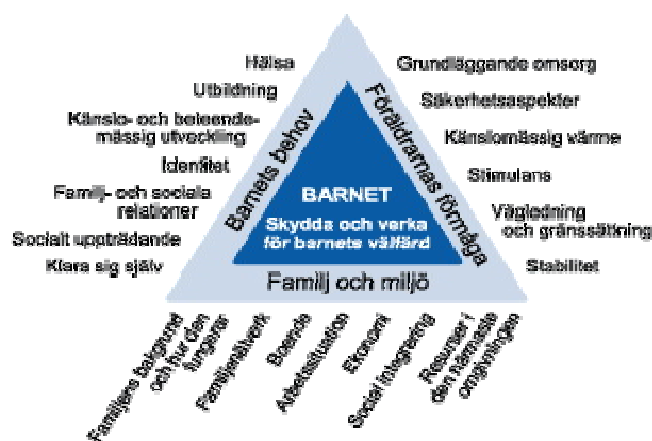 Hälsa
Utbildning
Känslo- och beteende-
mässig utveckling
Identitet
Familj- och sociala
relationer
Socialt uppträdande
Klara sig själv
Barnets behov
Grundläggande omsorg
Säkerhetsaspekter
Känslomässig värme
Stimulans
Vägledning
och gränssättning
Stabilitet
Föräldrarnas förmåga
BARNET
Skydda och verka
för barnets välfärd
Familj och miljö
Familjens bakgrund
och hur den
fungerar
Familjenätverk
Boende
Arbetssituation
Ekonomi
Social integrering
Resurser i
den närmaste
omgivningen